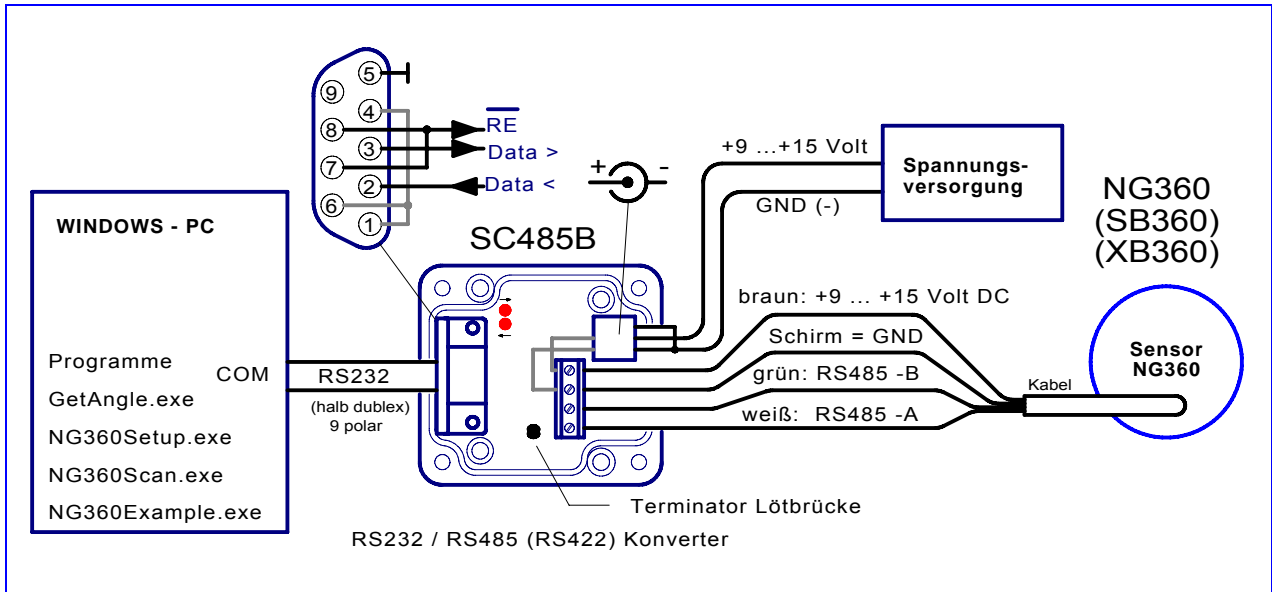 5
9
4
8
RE
3
Data >
7
2
Data <
6
1
+ -
+9 ...+15 Volt
GND (-)
Spannungs-
versorgung
NG360
(SB360)
(XB360)
WINDOWS - PC
SC485B
braun: +9 ... +15 Volt DC
Schirm = GND
grün: RS485 -B
weiß: RS485 -A
Kabel
Sensor
NG360
Programme
GetAngle.exe
NG360Setup.exe
NG360Scan.exe
NG360Example.exe
COM
RS232
(halb dublex)
9 polar
Terminator Lötbrücke
RS232 / RS485 (RS422) Konverter